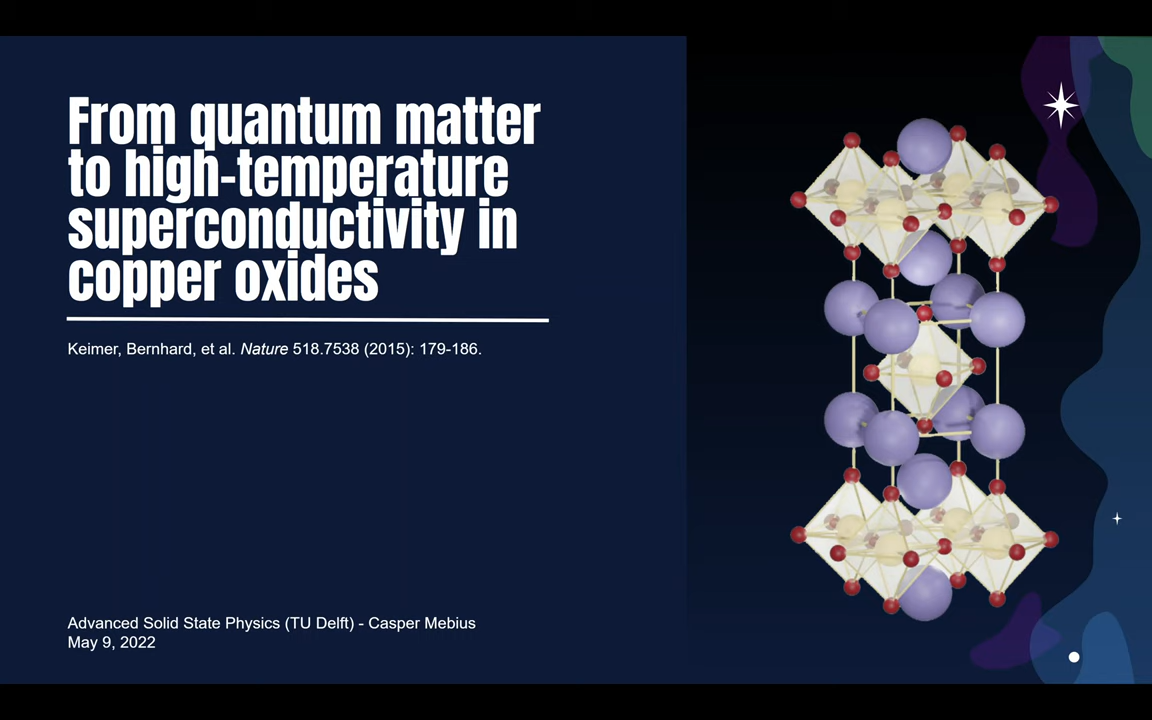 From quantum matter
to high-temperature
superconductivity in
copper oxides
Keimer, Bernhard, et al. Nature 518.7538 (2015): 179-186.
Advanced Solid State Physics (TU Delft) - Casper Mebius
May 9, 2022